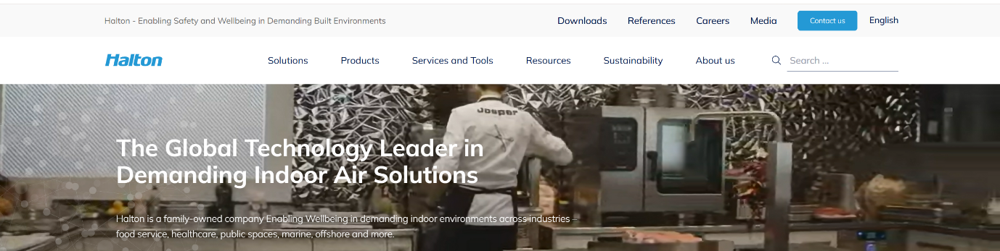 Halton - Enabling Safety and Wellbeing in Demanding Built Environments
Downloads References Careers Media Contact us English
Halton Solutions Products Services and Tools Resources Sustainability About us Search ...
Josper
The Global Technology Leader in
Demanding Indoor Air Solutions
Halton is a family-owned company Enabling Wellbeing in demanding indoor environments across industries –
food service, healthcare, public spaces, marine, offshore and more.